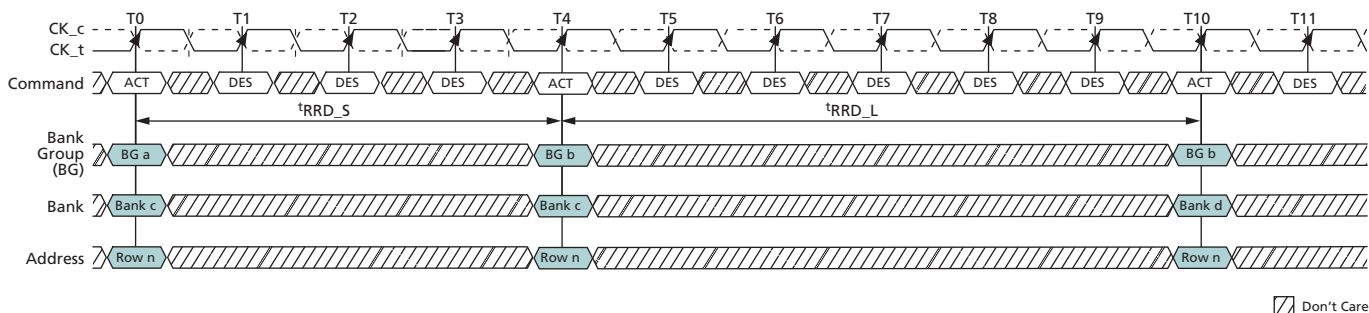 T0 T1 T2 T3 T4 T5 T6 T7 T8 T9 T10 T11
CK_c
CK_t
Command ACT DES DES DES ACT DES DES DES DES DES ACT DES
tRRD_S tRRD_L
Bank
Group
(BG)
BG a BG b BG b
Bank Bank c Bank c Bank d
Address Row n Row n Row n
Don't Care